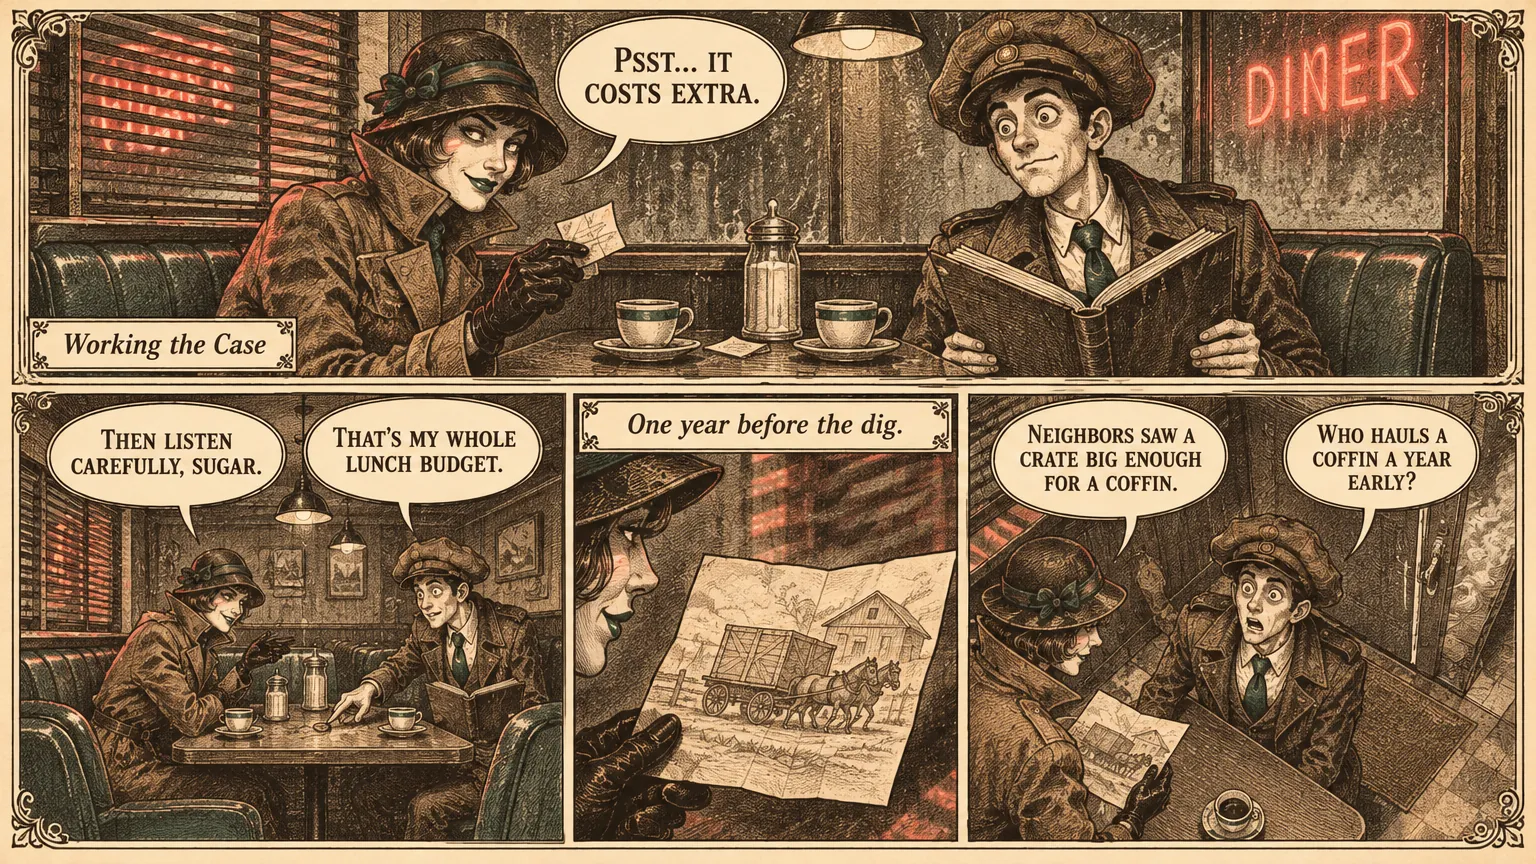 PSST... IT
COSTS EXTRA.
DINER
Working the Case
THEN LISTEN
CAREFULLY, SUGAR.
THAT'S MY WHOLE
LUNCH BUDGET.
One year before the dig.
NEIGHBORS SAW A
CRATE BIG ENOUGH
FOR A COFFIN.
WHO HAULS A
COFFIN A YEAR
EARLY?